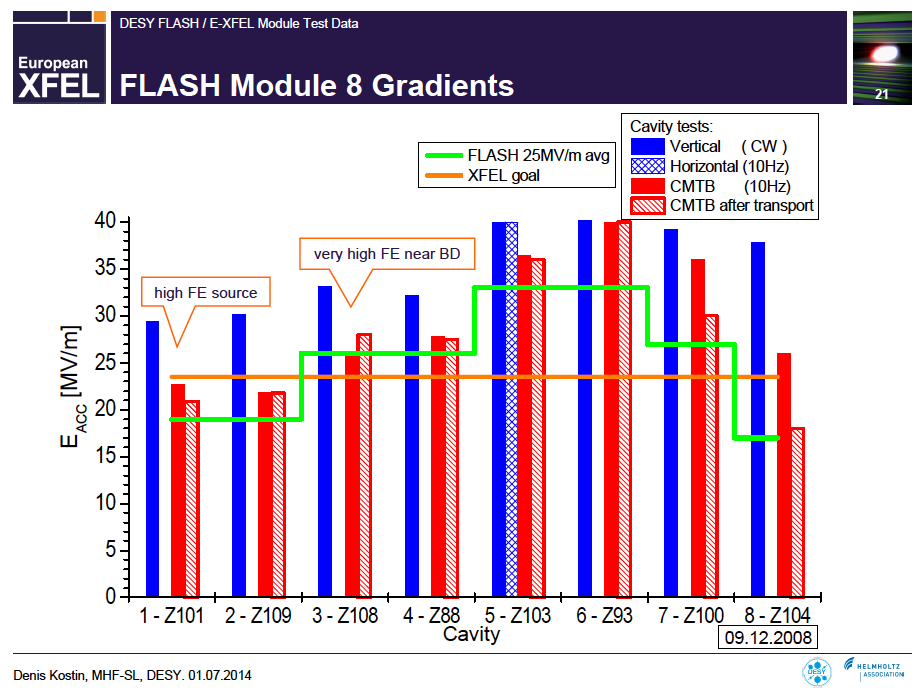 DESY FLASH / E-XFEL Module Test Data
European
XFEL
FLASH Module 8 Gradients
21
Cavity tests:
Vertical ( CW )
Horizontal (10Hz)
CMTB (10Hz)
CMTB after transport
FLASH 25MV/m avg
XFEL goal
very high FE near BD
high FE source
40
35
30
25
20
15
10
5
0
E ACC [MV/m]
1 - Z101 2 - Z109 3 - Z108 4 - Z88 5 - Z103 6 - Z93 7 - Z100 8 - Z104
Cavity
09.12.2008
Denis Kostin, MHF-SL, DESY. 01.07.2014
DESY
HELMHOLTZ
ASSOCIATION